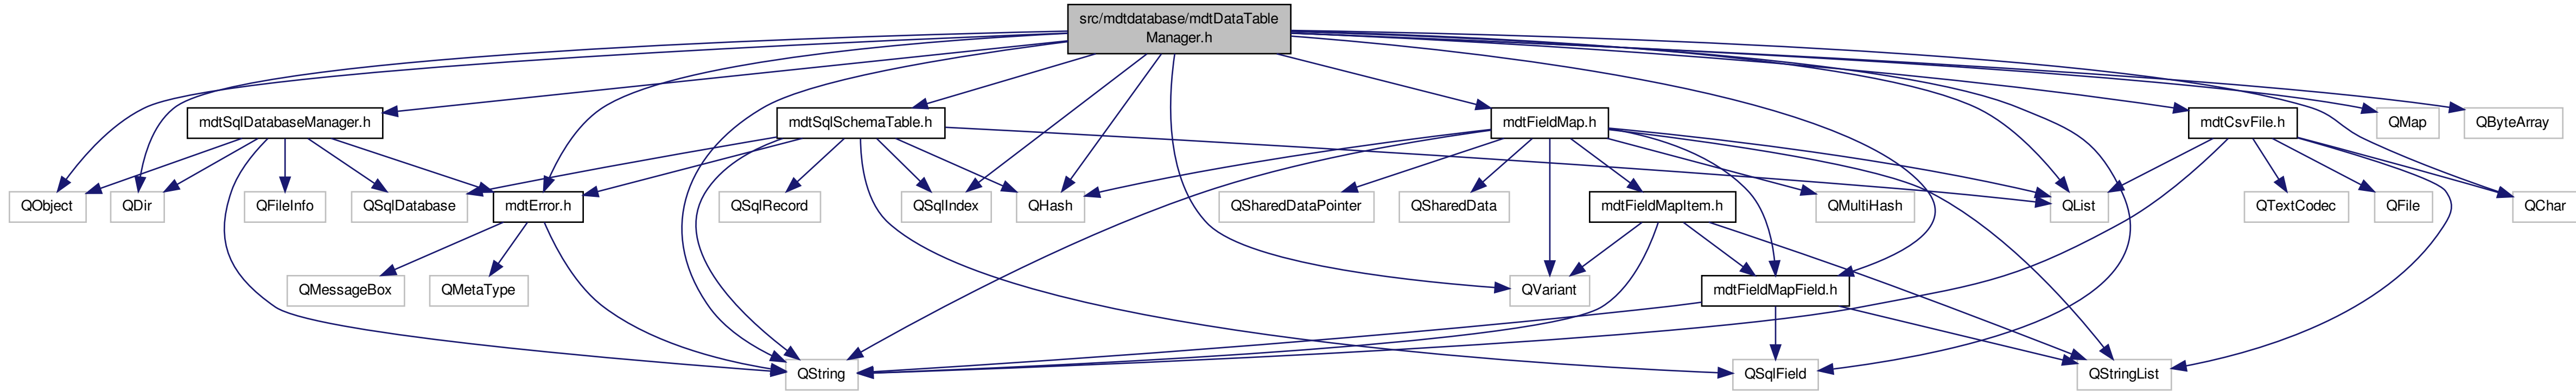 src/mdtdatabase/mdtDataTable
Manager.h
mdtSqlDatabaseManager.h
mdtSqlSchemaTable.h
mdtFieldMap.h
mdtCsvFile.h
QMap
QByteArray
QObject
QDir
QFileInfo
QSqlDatabase
mdtError.h
QSqlRecord
QSqlIndex
QHash
QSharedDataPointer
QSharedData
mdtFieldMapItem.h
QMultiHash
QList
QTextCodec
QFile
QChar
QMessageBox
QMetaType
QVariant
mdtFieldMapField.h
QString
QSqlField
QStringList